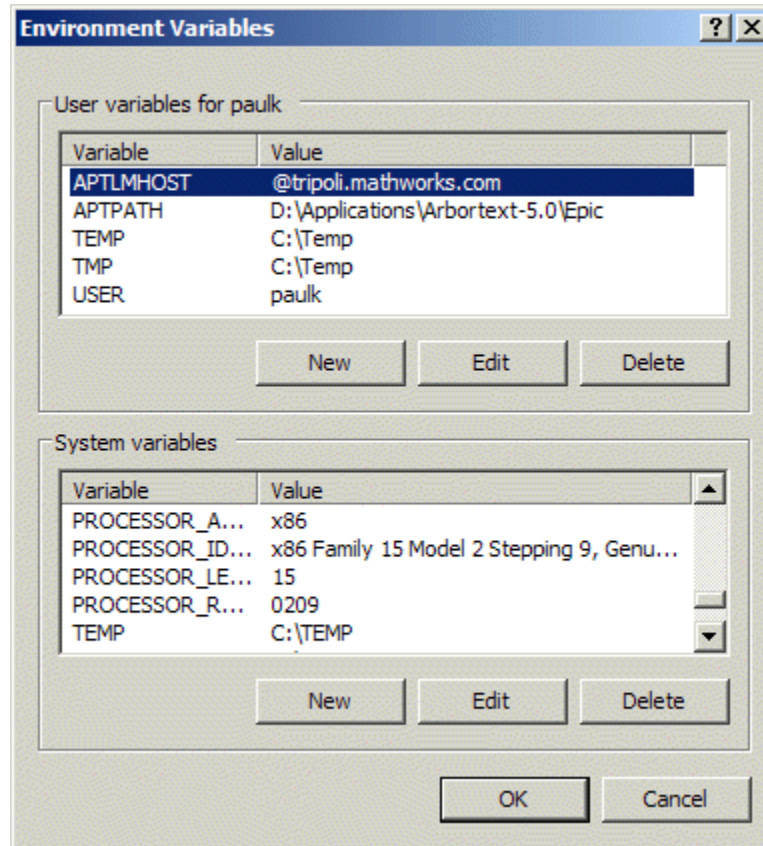 Environment Variables
User variables for paulk
Variable Value
APTLMHOST @tripoli.mathworks.com
APTPATH D:\Applications\Arbortext-5.0\Epic
TEMP C:\Temp
TMP C:\Temp
USER paulk
New Edit Delete
System variables
Variable Value
PROCESSOR_A... x86
PROCESSOR_ID... x86 Family 15 Model 2 Stepping 9, Genu...
PROCESSOR_LE... 15
PROCESSOR_R... 0209
TEMP C:\TEMP
New Edit Delete
OK Cancel